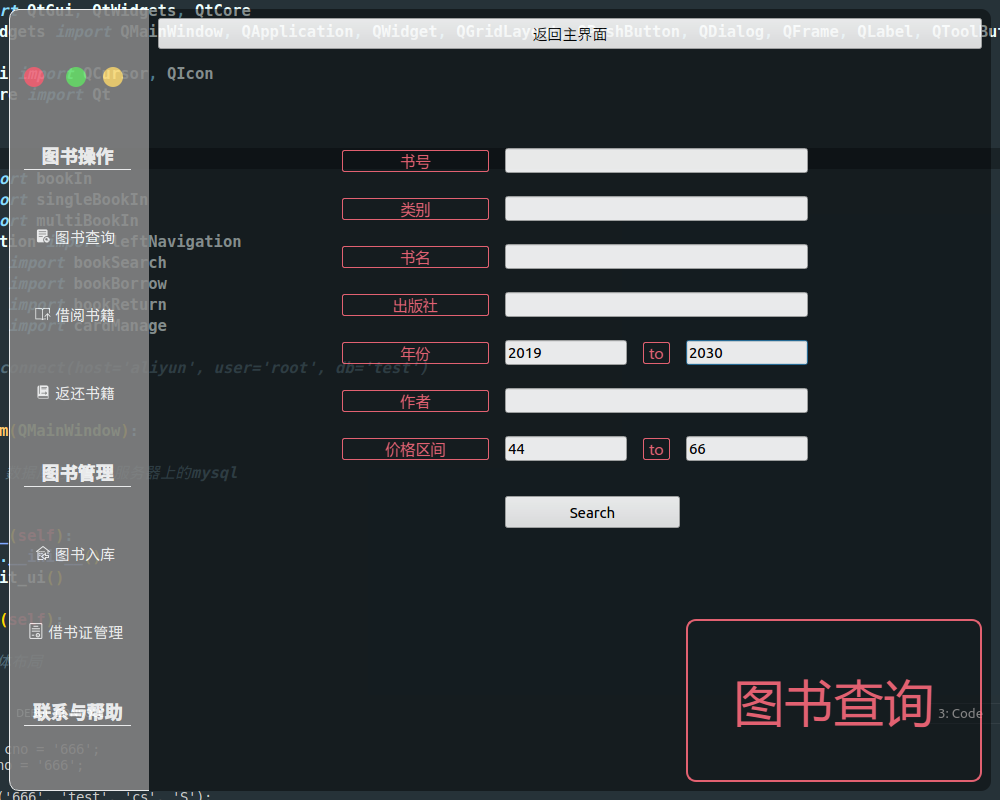 rt QtGui, QtWidgets, QtCore
dgets import QMainWindow, QApplication, QWidget, QGridLay shButton, QDialog, QFrame, QLabel, QToolBu
返回主界面
import QCursor, QIcon
re import Qt
图书操作
ort bookIn
ort singleBookIn
ort multiBookIn
tion import leftNavigation
图书查询
import bookSearch
import bookBorrow
import bookReturn
借阅书籍
import cardManage
connect(host='aliyun', user='root', db='test')
返还书籍
m(QMainWindow):
图书管理
器上的mysql
(self):
图书入库
it_ui()
(self):
借书证管理
联系与帮助
cno = '666';
no = '666';
('666', 'test', 'cs', 'S');
书号
类别
书名
出版社
年份 2019 to 2030
作者
价格区间 44 to 66
Search
图书查询
3: Code